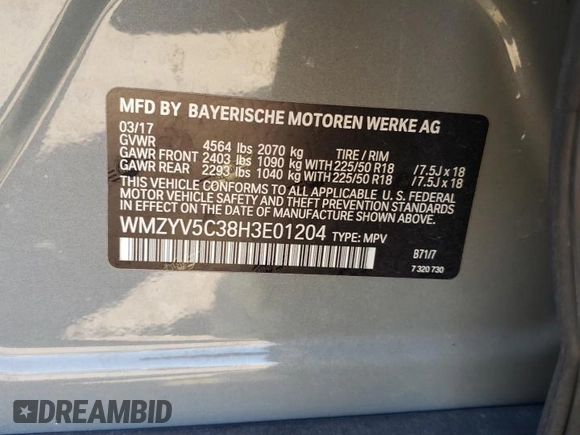 MFD BY BAYERISCHE MOTOREN WERKE AG
03/17
GVWR 4564 lbs 2070 kg TIRE / RIM
GAWR FRONT 2403 lbs 1090 kg WITH 225/50 R18 / 7.5J x 18
GAWR REAR 2293 lbs 1040 kg WITH 225/50 R18 / 7.5J x 18
THIS VEHICLE CONFORMS TO ALL APPLICABLE U. S. FEDERAL
MOTOR VEHICLE SAFETY AND THEFT PREVENTION STANDARDS
IN EFFECT ON THE DATE OF MANUFACTURE SHOWN ABOVE.
WMZYV5C38H3E01204 TYPE: MPV
B71/7
7 320 730
DREAMBID